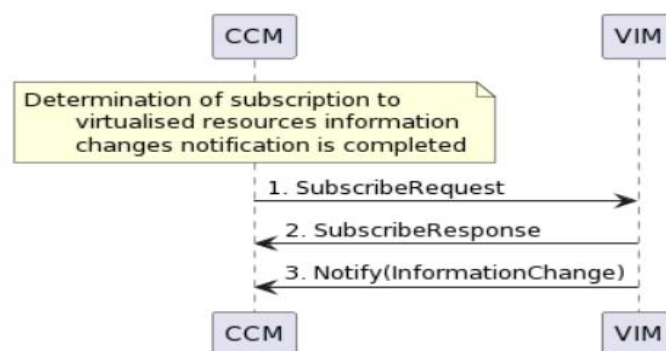 CCM VIM
Determination of subscription to
virtualised resources information
changes notification is completed
1. SubscribeRequest
2. SubscribeResponse
3. Notify(InformationChange)
CCM VIM